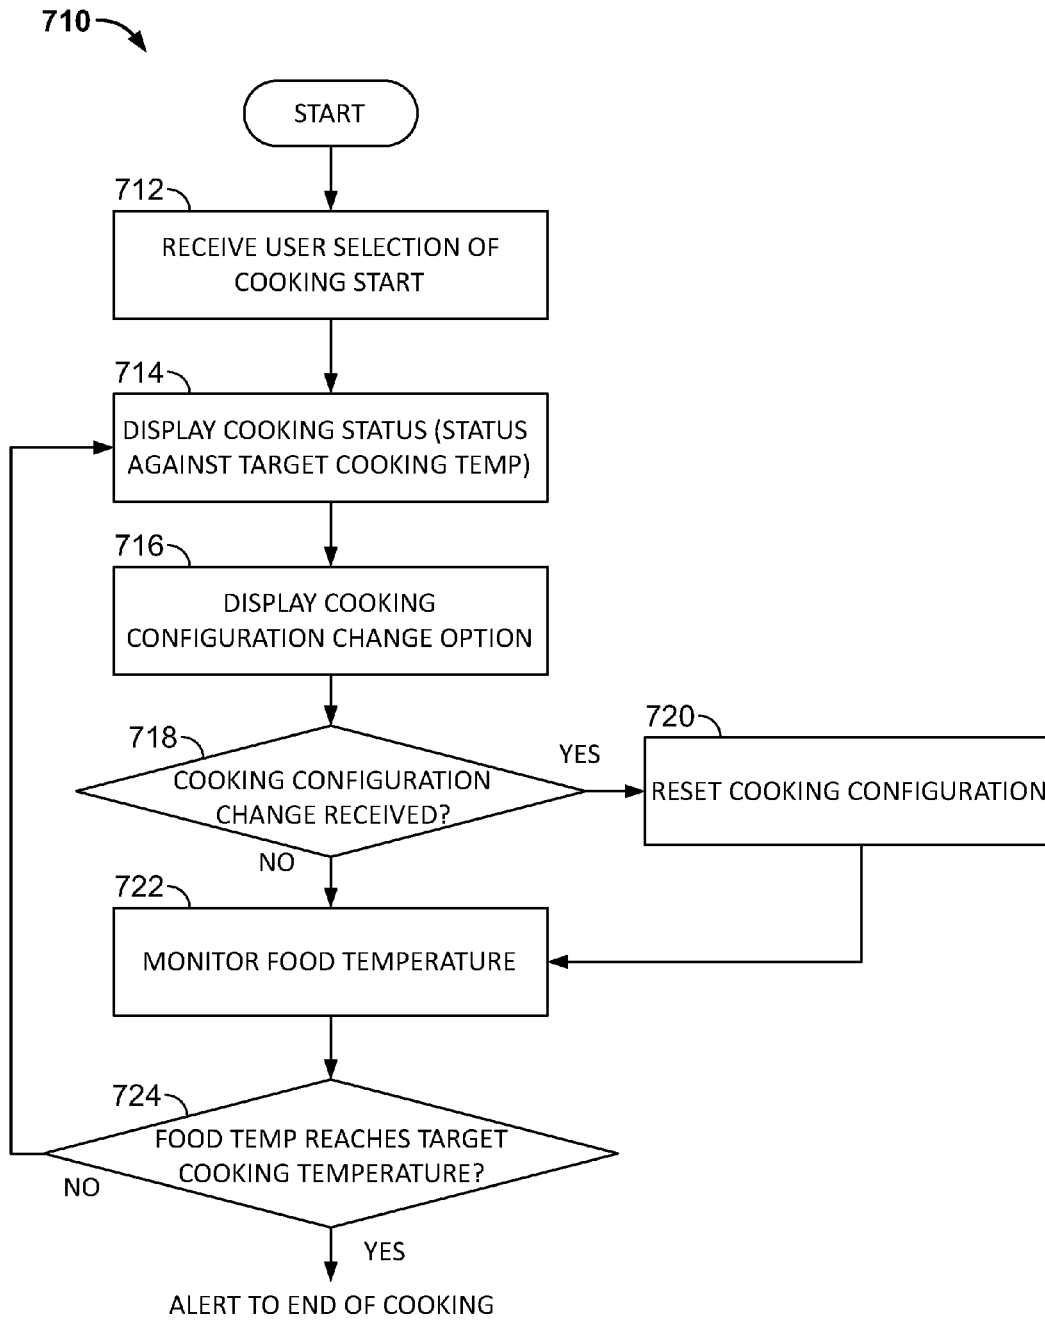 710
START
712
RECEIVE USER SELECTION OF
COOKING START
714
DISPLAY COOKING STATUS (STATUS
AGAINST TARGET COOKING TEMP)
716
DISPLAY COOKING
CONFIGURATION CHANGE OPTION
718
COOKING CONFIGURATION
CHANGE RECEIVED?
YES
720
RESET COOKING CONFIGURATION
NO
722
MONITOR FOOD TEMPERATURE
724
FOOD TEMP REACHES TARGET
COOKING TEMPERATURE?
NO
YES
ALERT TO END OF COOKING